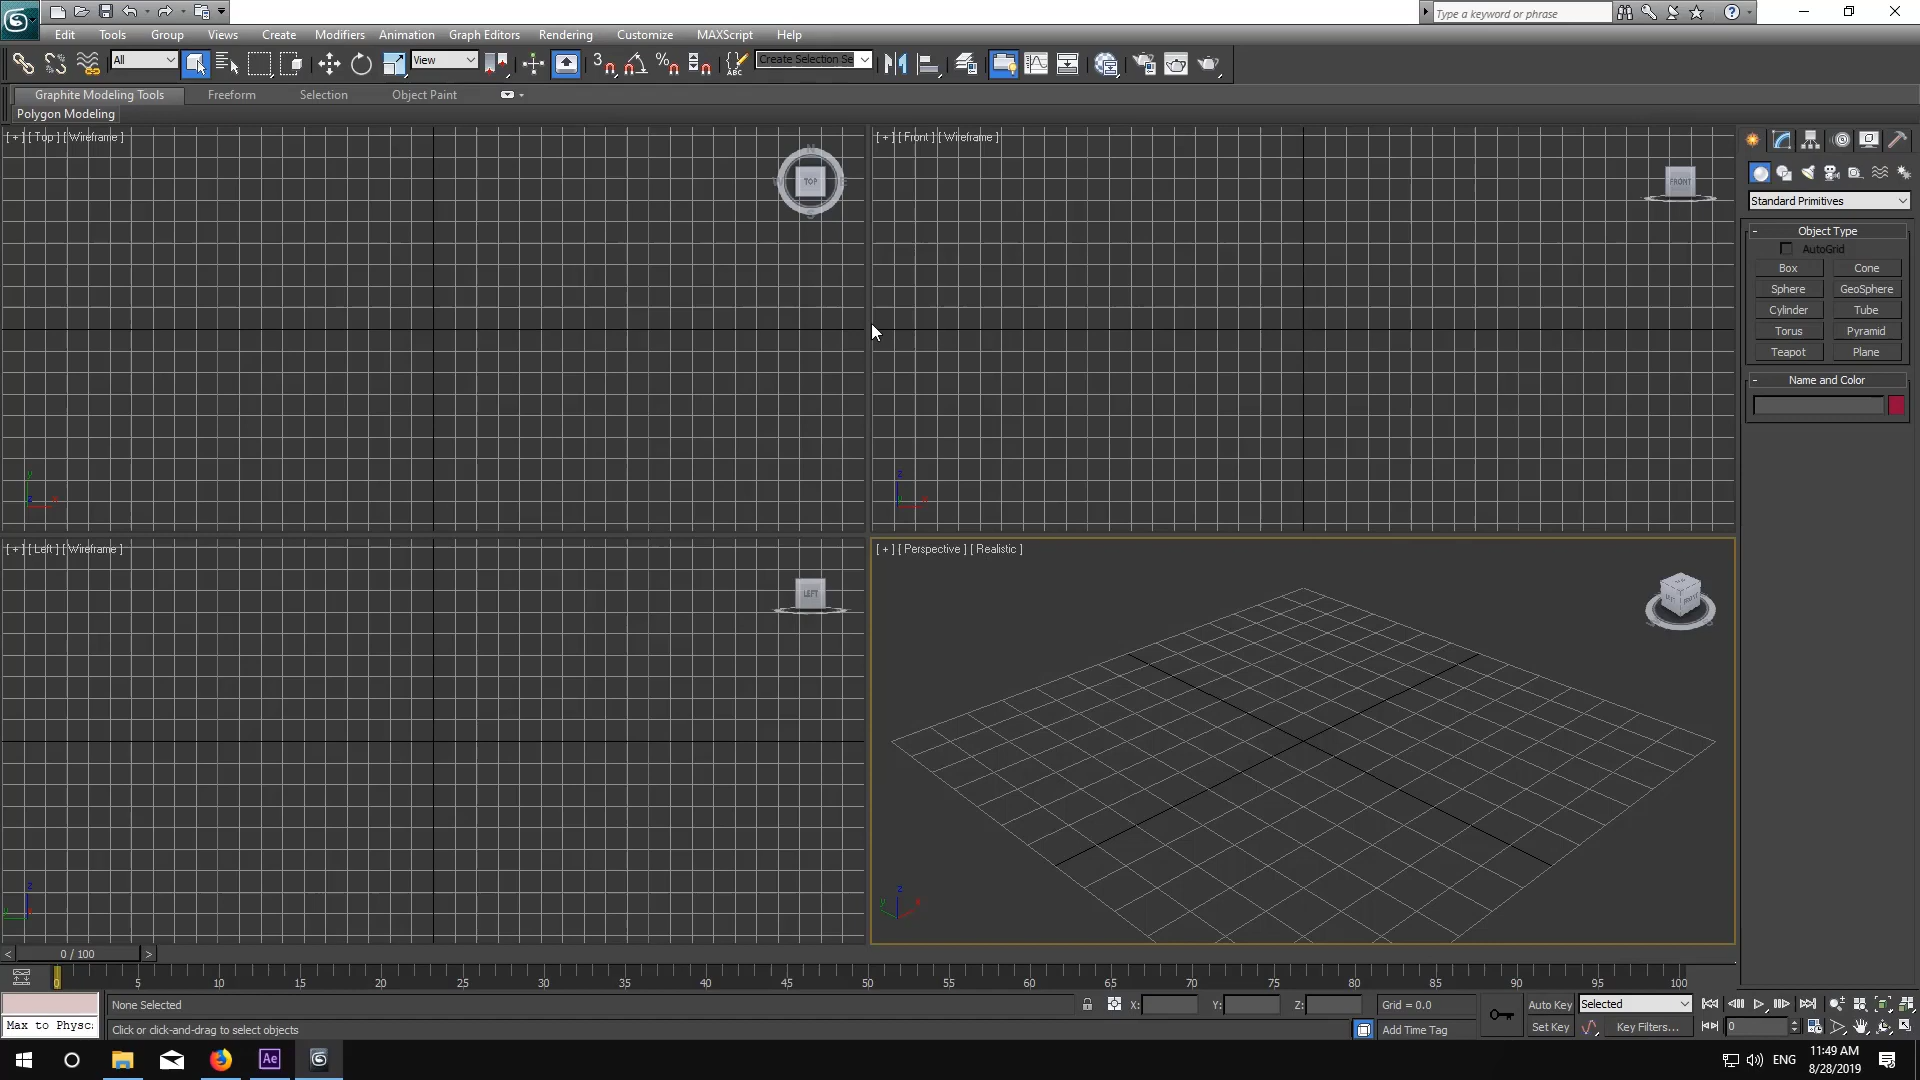 Type a keyword or phrase
Edit Tools Group Views Create Modifiers Animation Graph Editors Rendering Customize MAXScript Help
All
View
3
%
ABC
Create Selection Se
Graphite Modeling Tools Freeform Selection Object Paint
Polygon Modeling
[ + ] [ Top ] [ Wireframe ]
TOP
[ + ] [ Front ] [ Wireframe ]
FRONT
Standard Primitives
- Object Type
AutoGrid
Box Cone
Sphere GeoSphere
Cylinder Tube
Torus Pyramid
Teapot Plane
- Name and Color
y
z x
z
x
[ + ] [ Left ] [ Wireframe ]
LEFT
[ + ] [ Perspective ] [ Realistic ]
z
y
z
y x
< 0 / 100 >
0 5 10 15 20 25 30 35 40 45 50 55 60 65 70 75 80 85 90 95 100
None Selected
X: Y: Z: Grid = 0.0
Auto Key Selected
Max to Physc:
Click or click-and-drag to select objects
Add Time Tag
Set Key Key Filters... 0
Ae
ENG
11:49 AM
8/28/2019